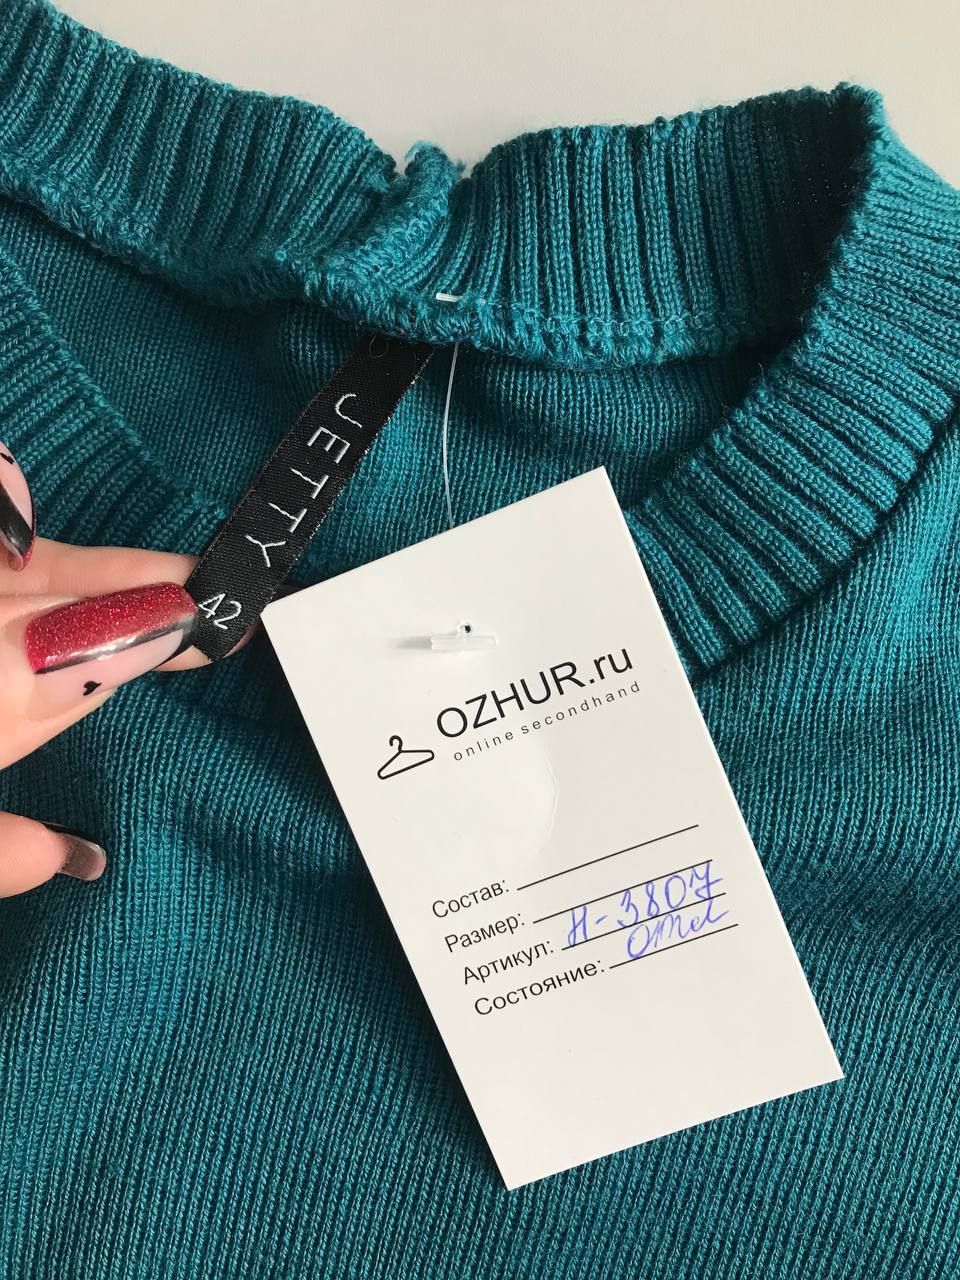 JETTY
42
OZHUR.ru
online secondhand
Состав:
Размер:
Артикул: Н-3807
Состояние: отл